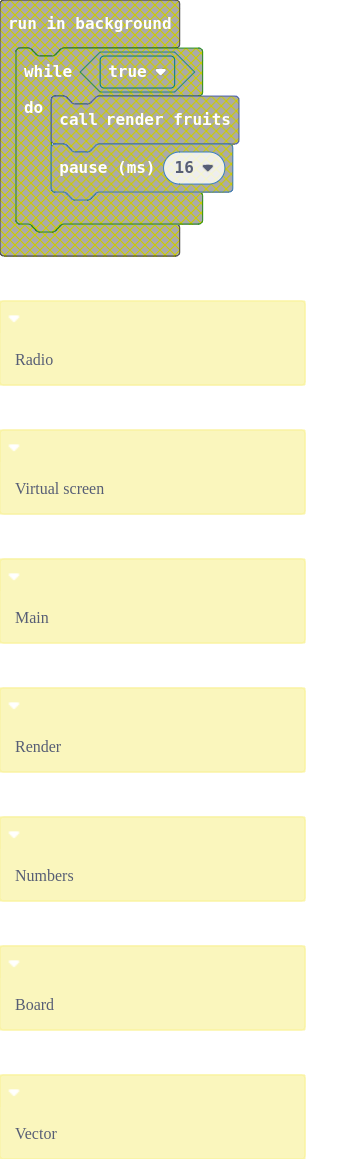 run in background
while true
do
call render fruits
pause (ms) 16
Radio
Virtual screen
Main
Render
Numbers
Board
Vector